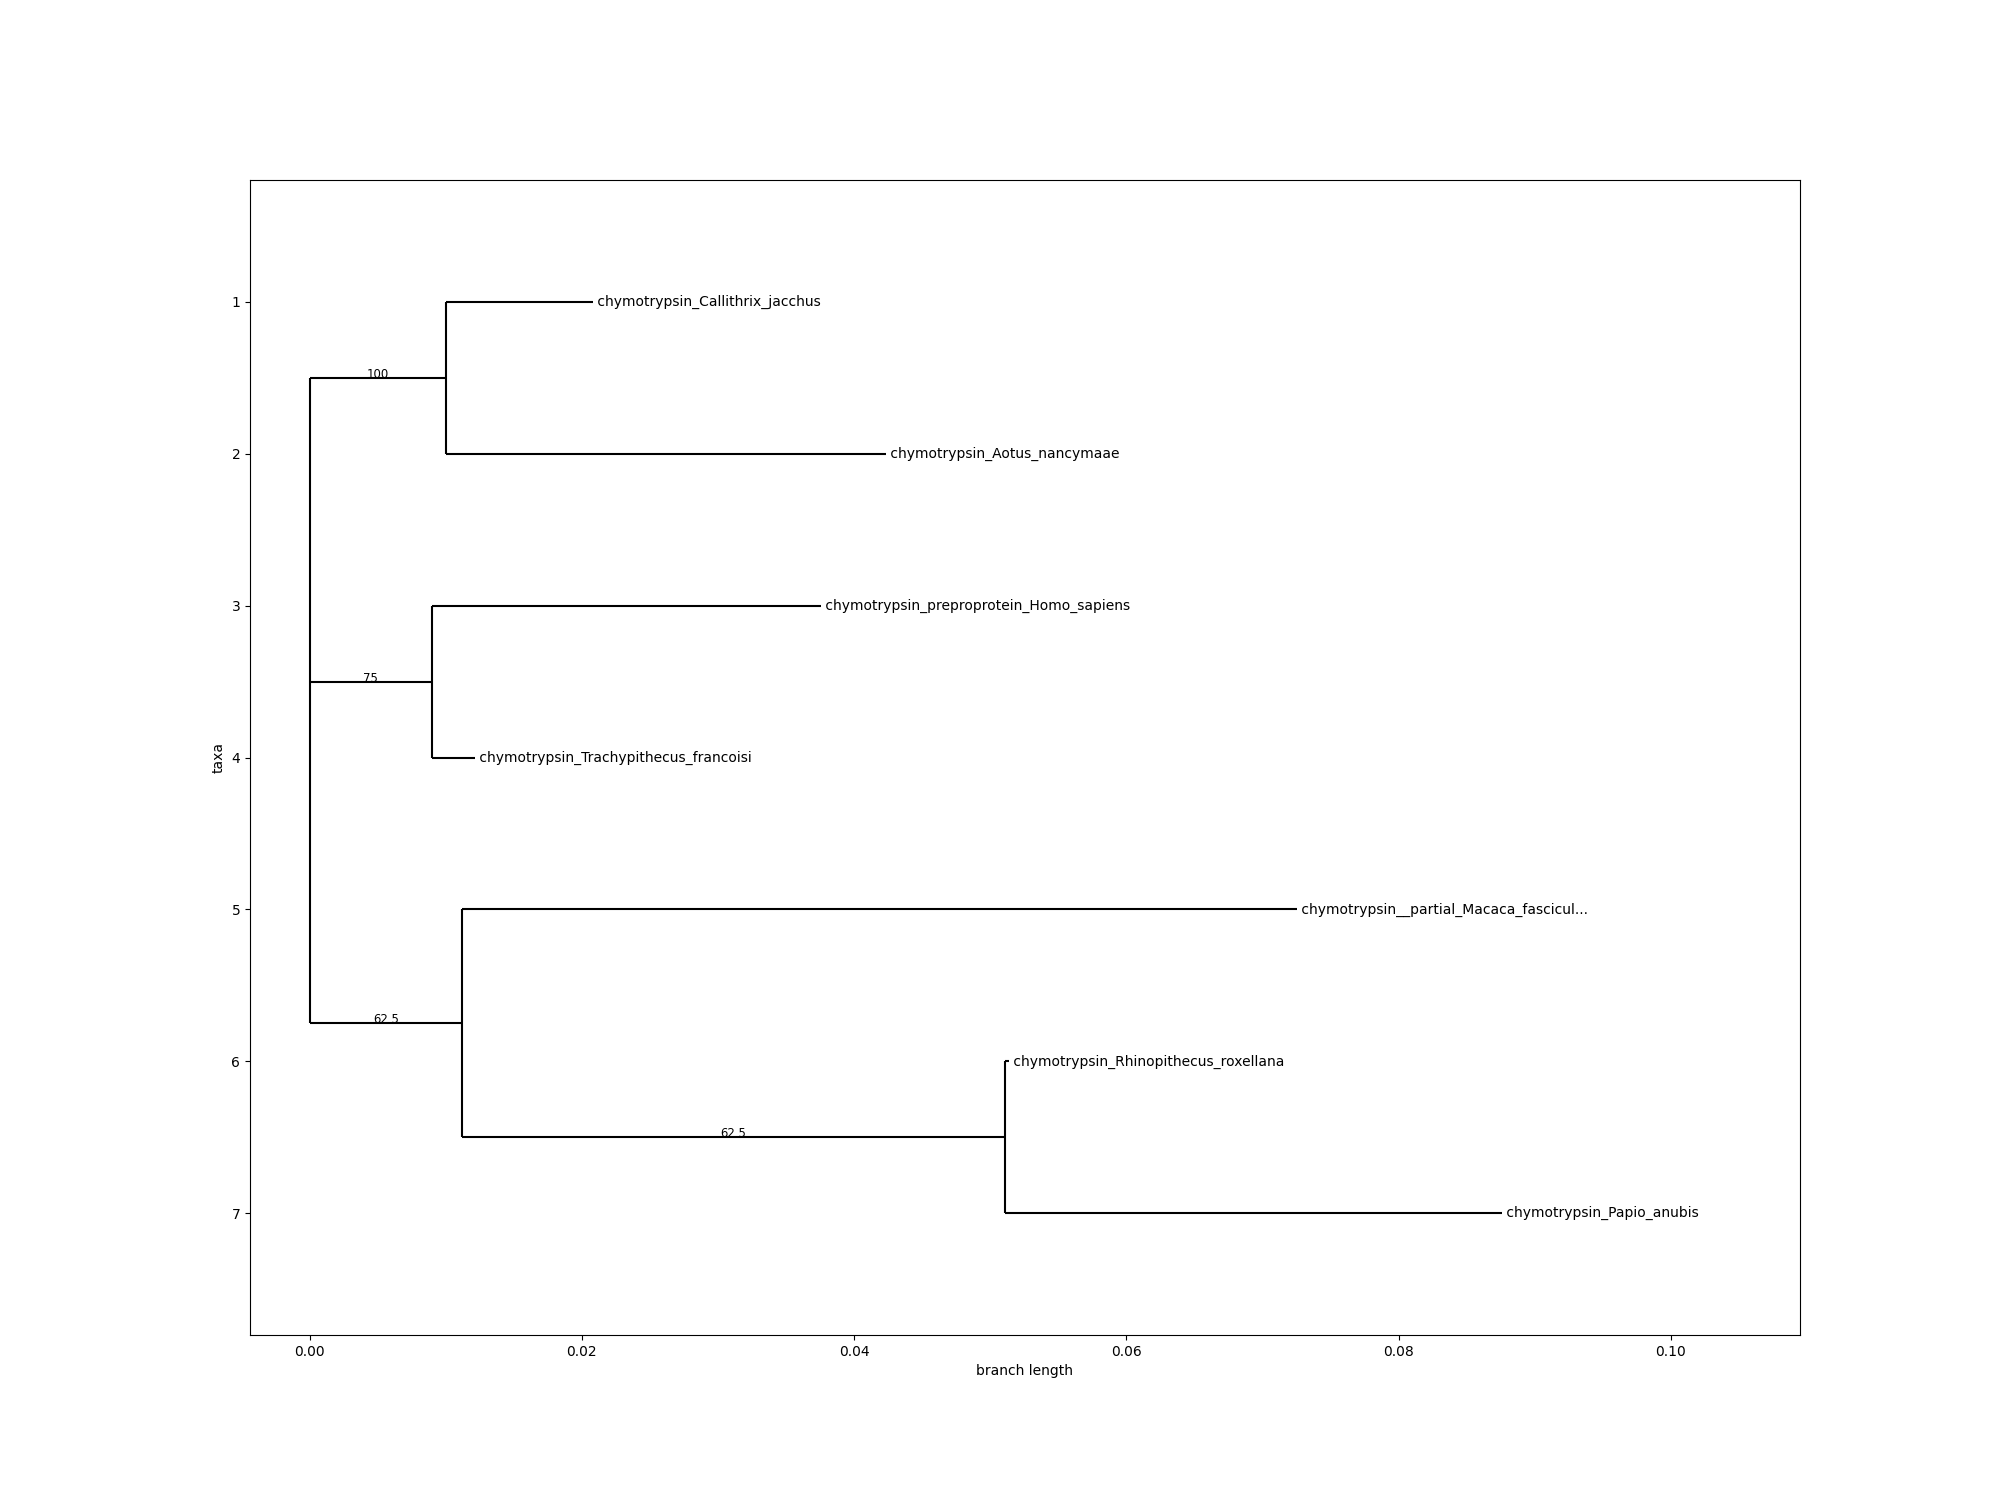 1
chymotrypsin_Callithrix_jacchus
100
2
chymotrypsin_Aotus_nancymaae
3
chymotrypsin_preproprotein_Homo_sapiens
75
taxa
4
chymotrypsin_Trachypithecus_francoisi
5
chymotrypsin__partial_Macaca_fascicul...
62.5
6
chymotrypsin_Rhinopithecus_roxellana
62.5
7
chymotrypsin_Papio_anubis
0.00 0.02 0.04 0.06 0.08 0.10
branch length